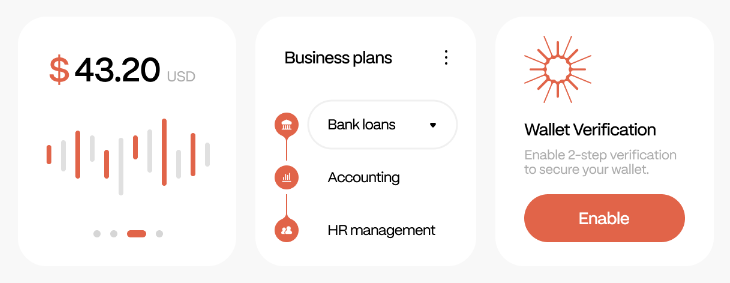 $ 43.20 USD
Business plans
Bank loans
Accounting
HR management
Wallet Verification
Enable 2-step verification
to secure your wallet.
Enable